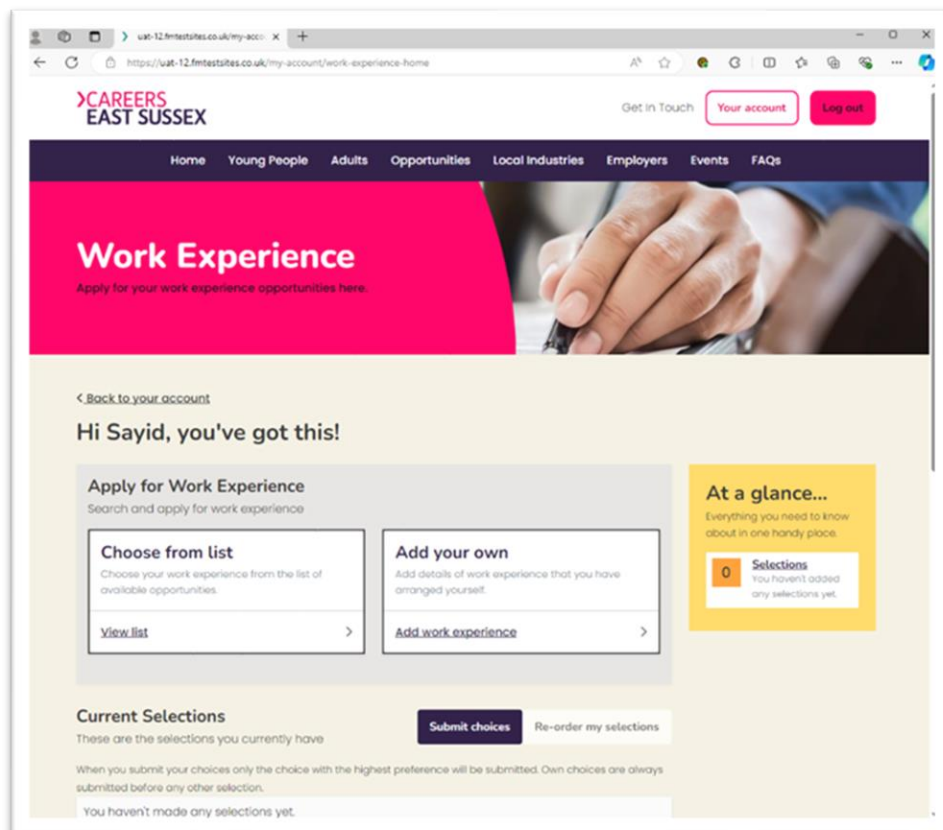 uat-12.fmtestsites.co.uk/my-acco
https://uat-12.fmtestsites.co.uk/my-account/work-experience-home
CAREERS
EAST SUSSEX
Get In Touch
Your account
Log out
Home Young People Adults Opportunities Local Industries Employers Events FAQs
Work Experience
Apply for your work experience opportunities here.
Back to your account
Hi Sayid, you've got this!
Apply for Work Experience
Search and apply for work experience
Choose from list
Choose your work experience from the list of
available opportunities.
View list
Add your own
Add details of work experience that you have
arranged yourself.
Add work experience
At a glance...
Everything you need to know
about in one handy place.
0
Selections
You haven't added
any selections yet.
Current Selections
These are the selections you currently have
Submit choices
Re-order my selections
When you submit your choices only the choice with the highest preference will be submitted. Own choices are always
submitted before any other selection.
You haven't made any selections yet.